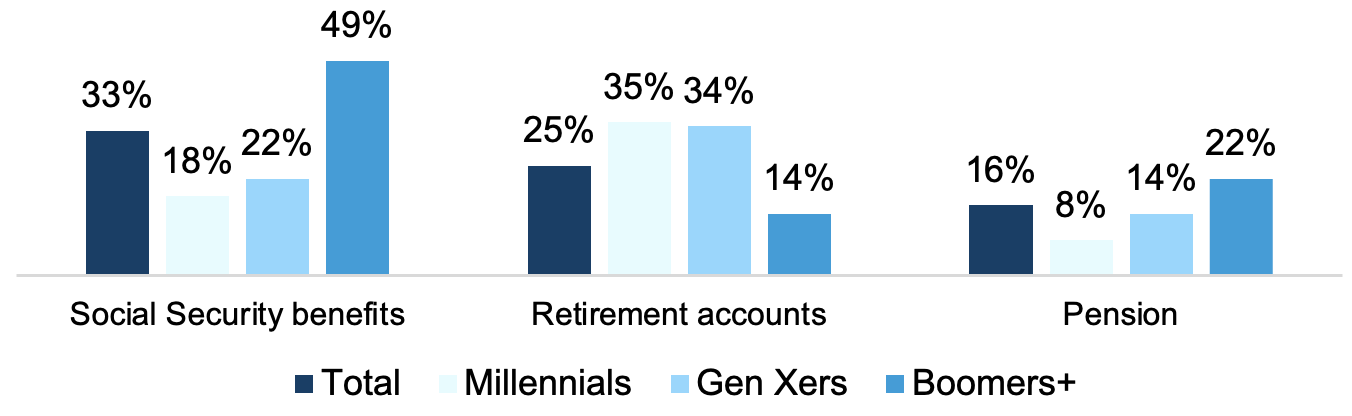 49%
33%
18%
22%
25%
35%
34%
14%
16%
8%
14%
22%
Social Security benefits
Retirement accounts
Pension
Total
Millennials
Gen Xers
Boomers+